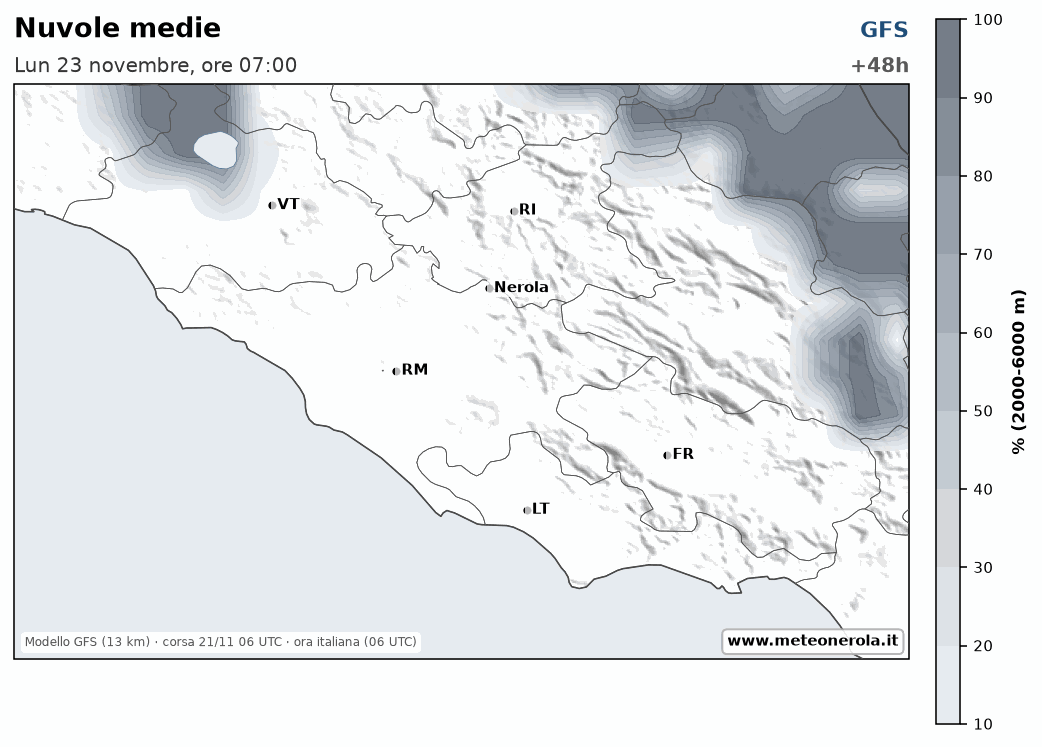 Nuvole medie
GFS
Lun 23 novembre, ore 07:00
+48h
VT
RI
Nerola
RM
FR
LT
Modello GFS (13 km) · corsa 21/11 06 UTC · ora italiana (06 UTC)
www.meteonerola.it
100
90
80
70
60
50
40
30
20
10
% (2000-6000 m)